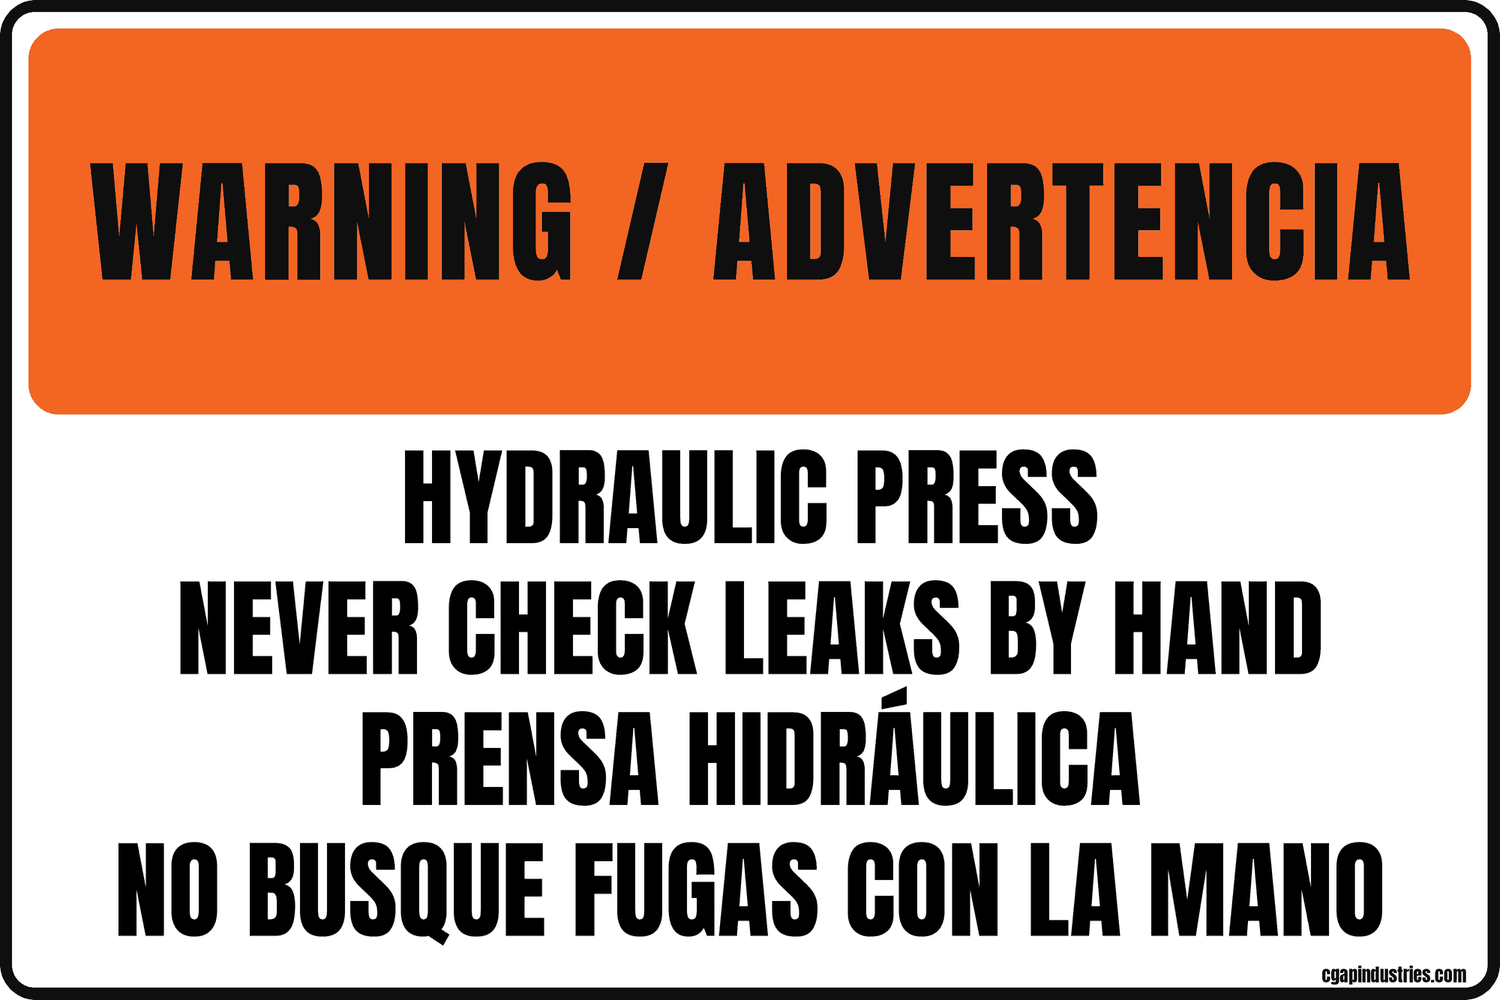 WARNING / ADVERTENCIA
HYDRAULIC PRESS
NEVER CHECK LEAKS BY HAND
PRENSA HIDRÁULICA
NO BUSQUE FUGAS CON LA MANO
cgapindustries.com